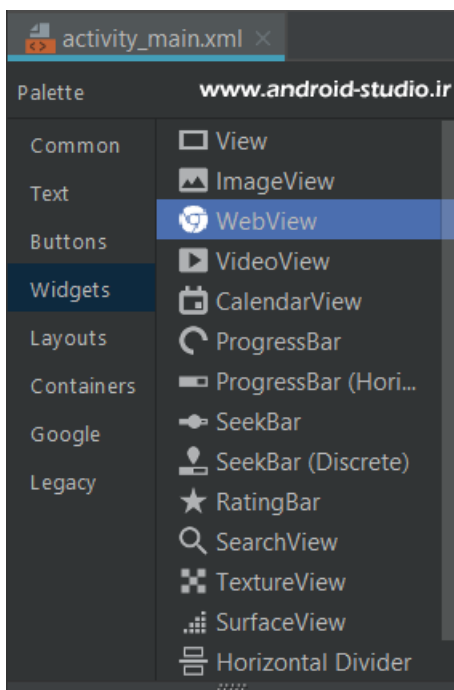 activity_main.xml
Palette
www.android-studio.ir
Common
Text
Buttons
Widgets
Layouts
Containers
Google
Legacy
View
ImageView
WebView
VideoView
CalendarView
ProgressBar
ProgressBar (Hori...
SeekBar
SeekBar (Discrete)
RatingBar
SearchView
TextureView
SurfaceView
Horizontal Divider